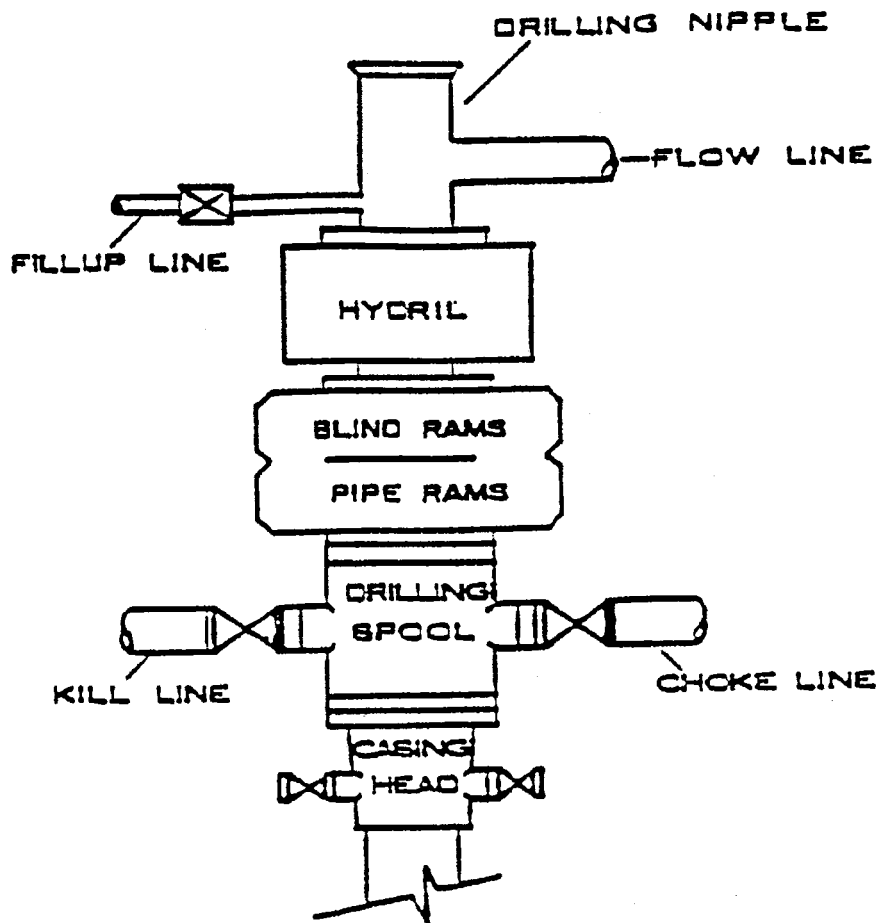 DRILLING NIPPLE
FLOW LINE
FILLUP LINE
HYDRIL
BLIND RAMS
PIPE RAMS
DRILLING
SPOOL
KILL LINE
CHOKE LINE
CASING
HEAD